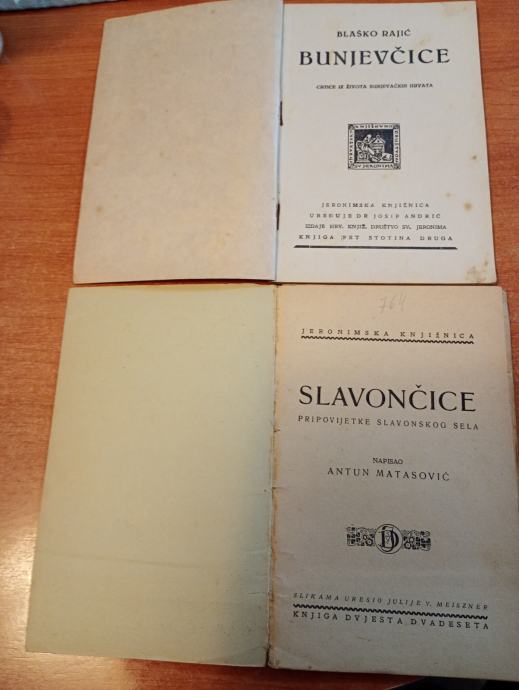 BLAŠKO RAJIĆ
BUNJEVČICE
CRTICE IZ ŽIVOTA BUNJEVAČKIH HRVATA
JERONIMSKA KNJIŽNICA
UREĐUJE DR JOSIP ANDRIĆ
IZDAJE HRV. KNJIŽ. DRUŠTVO SV. JERONIMA
KNJIGA PET STOTINA DRUGA
764
JERONIMSKA KNJIŽNICA
SLAVONČICE
PRIPOVIJETKE SLAVONSKOG SELA
NAPISAO
ANTUN MATASOVIĆ
SLIKAMA URESIO JULIJE V. MEISZNER
KNJIGA DVJESTA DVADESETA